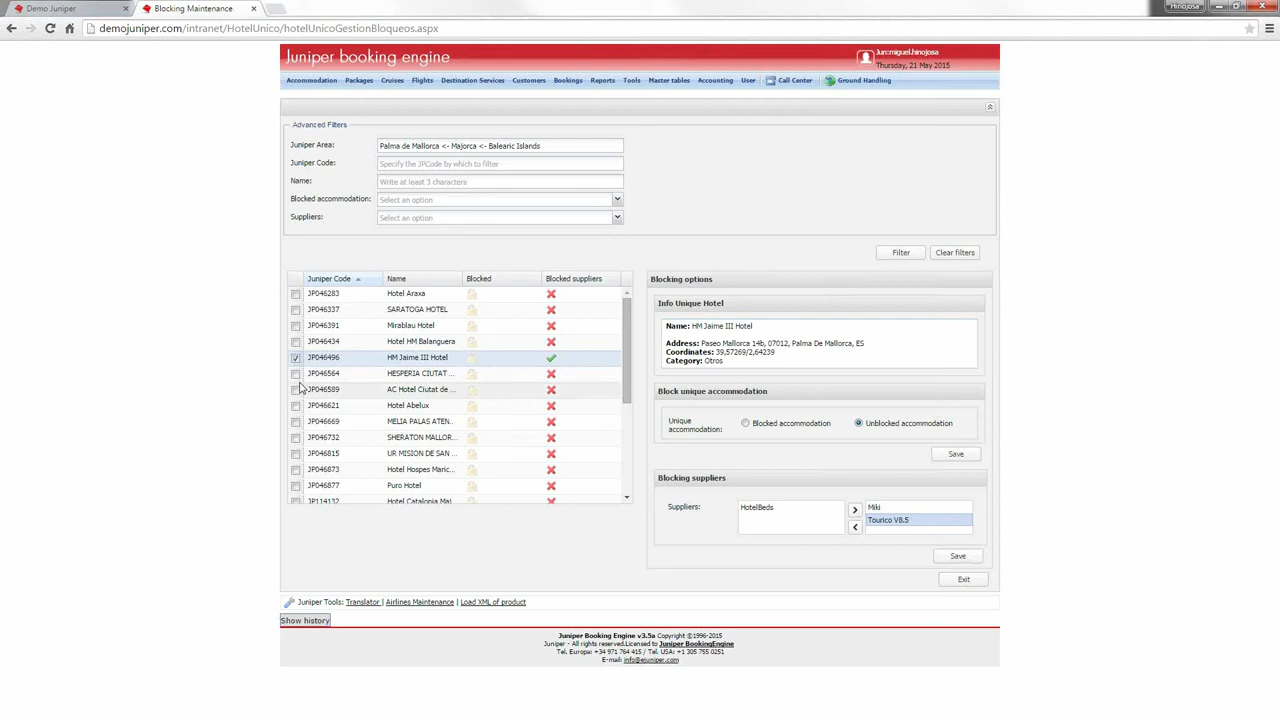 Hinojosa
Demo Juniper
Blocking Maintenance
demojuniper.com/intranet/HotelUnico/hotelUnicoGestionBloqueos.aspx
Juniper booking engine
Jun:miguel.hinojosa
Thursday, 21 May 2015
Accommodation Packages Cruises Flights Destination Services Customers Bookings Reports Tools Master tables Accounting User Call Center Ground Handling
Advanced Filters
Juniper Area: Palma de Mallorca <- Majorca <- Balearic Islands
Juniper Code: Specify the JPCode by which to filter
Name: Write at least 3 characters
Blocked accommodation: Select an option
Suppliers: Select an option
Filter Clear filters
Juniper Code Name Blocked Blocked suppliers
JP046283 Hotel Araxa
JP046337 SARATOGA HOTEL
JP046391 Mirablau Hotel
JP046434 Hotel HM Balanguera
JP046496 HM Jaime III Hotel
JP046564 HESPERIA CIUTAT ...
JP046589 AC Hotel Ciutat de ...
JP046621 Hotel Abelux
JP046669 MELIA PALAS ATEN...
JP046732 SHERATON MALLOR...
JP046815 UR MISION DE SAN ...
JP046873 Hotel Hospes Maric...
JP046877 Puro Hotel
JP114132 Hotel Catalonia Maj...
Blocking options
Info Unique Hotel
Name: HM Jaime III Hotel
Address: Paseo Mallorca 14b, 07012, Palma De Mallorca, ES
Coordinates: 39,57269/2,64239
Category: Otros
Block unique accommodation
Unique accommodation: Blocked accommodation Unblocked accommodation
Save
Blocking suppliers
Suppliers: HotelBeds Miki
Tourico V8.5
Save
Exit
Juniper Tools: Translator | Airlines Maintenance | Load XML of product
Show history
Juniper Booking Engine v3.5a Copyright ©1996-2015
Juniper - All rights reserved.Licensed to Juniper BookingEngine
Tel. Europa: +34 971 764 415 / Tel. USA: +1 305 755 0251
E-mail: info@ejuniper.com